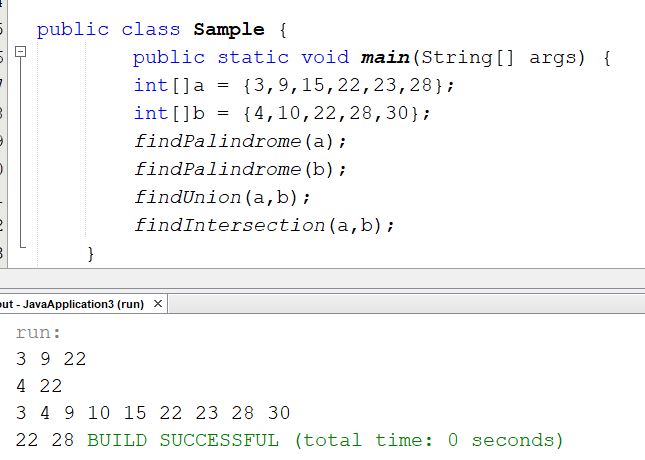 public class Sample {
public static void main(String[] args) {
int[]a = {3,9,15,22,23,28};
int[]b = {4,10,22,28,30};
findPalindrome(a);
findPalindrome(b);
findUnion(a,b);
findIntersection(a,b);
}
out - JavaApplication3 (run) ×
run:
3 9 22
4 22
3 4 9 10 15 22 23 28 30
22 28 BUILD SUCCESSFUL (total time: 0 seconds)